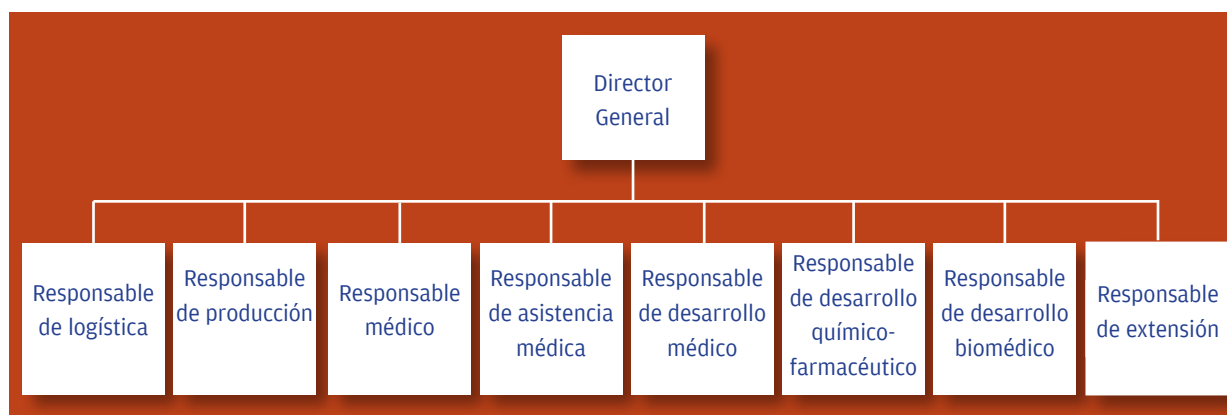 Director
General
Responsable
de logística
Responsable
de producción
Responsable
médico
Responsable
de asistencia
médica
Responsable
de desarrollo
médico
Responsable
de desarrollo
químico-
farmacéutico
Responsable
de desarrollo
biomédico
Responsable
de extensión